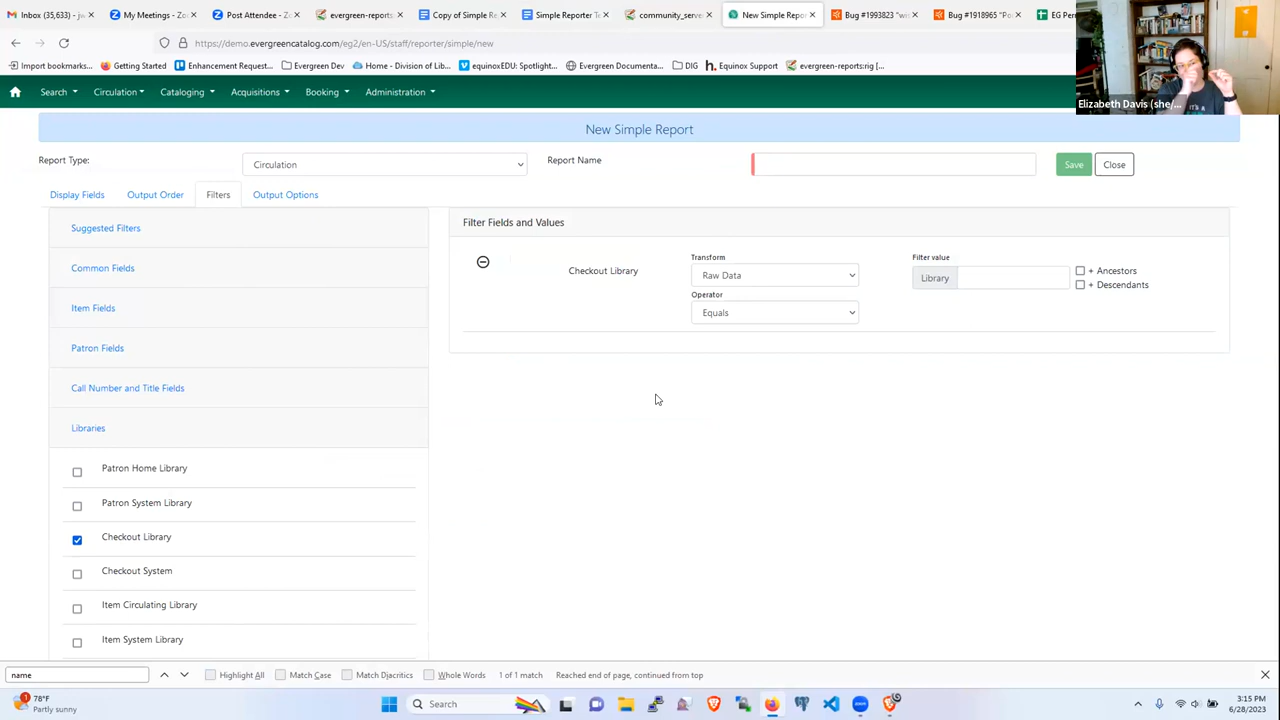 Inbox (35,633)
My Meetings - Zo
Post Attendee - Zo
evergreen-reports
Copy of Simple R
Simple Reporter T
community_serv
New Simple Repor
Bug #1993823 "w
Bug #1918965 "P
EG Per
https://demo.evergreencatalog.com/eg2/en-US/staff/reporter/simple/new
Import bookmarks...
Getting Started
Enhancement Request...
Evergreen Dev
Home - Division of Lib...
equinoxEDU: Spotlight...
Evergreen Documenta...
DIG
Equinox Support
evergreen-reports:rig [...
Elizabeth Davis (she/...
Search
Circulation
Cataloging
Acquisitions
Booking
Administration
New Simple Report
Report Type:
Circulation
Report Name
Save
Close
Display Fields
Output Order
Filters
Output Options
Suggested Filters
Common Fields
Item Fields
Patron Fields
Call Number and Title Fields
Libraries
Patron Home Library
Patron System Library
Checkout Library
Checkout System
Item Circulating Library
Item System Library
Filter Fields and Values
Checkout Library
Transform
Raw Data
Operator
Equals
Filter value
Library
+ Ancestors
+ Descendants
name
Highlight All
Match Case
Match Diacritics
Whole Words
1 of 1 match
Reached end of page, continued from top
1
78°F
Partly sunny
Search
3:15 PM
6/28/2023